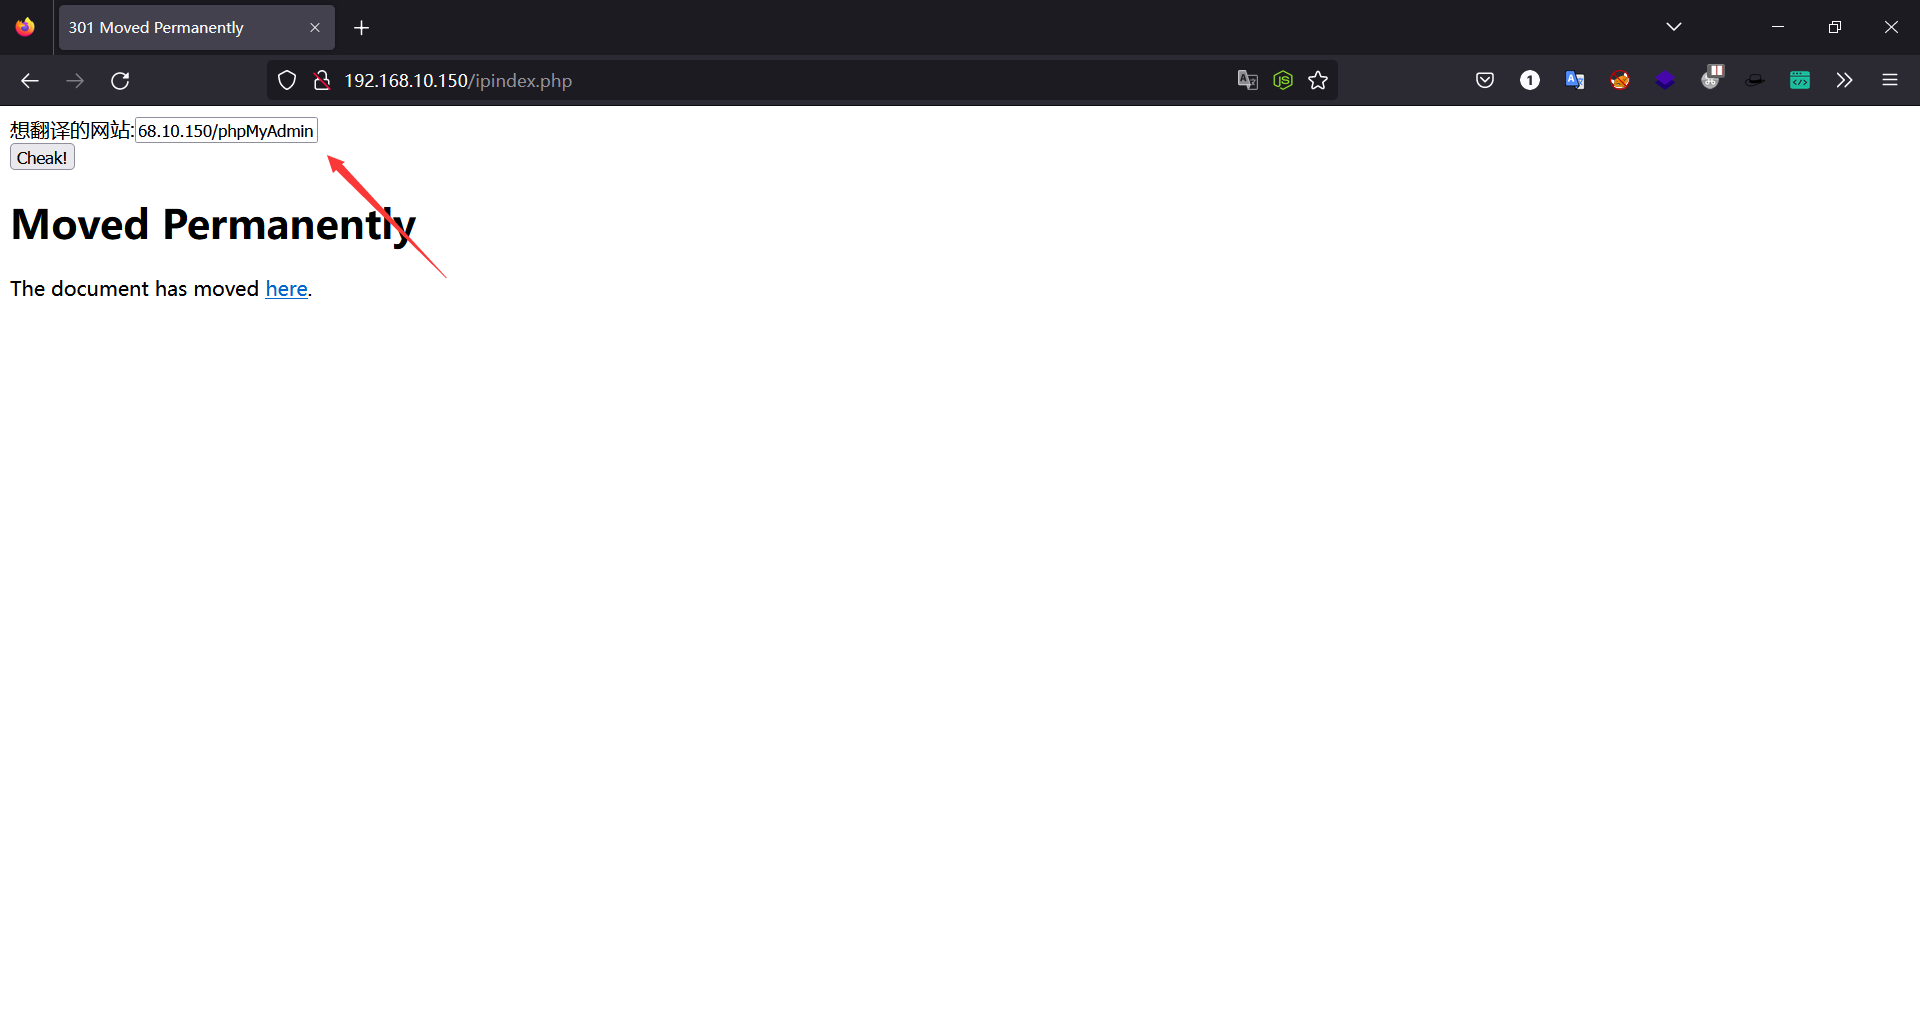 301 Moved Permanently
192.168.10.150/ipindex.php
想翻译的网站:68.10.150/phpMyAdmin
Cheak!
Moved Permanently
The document has moved here.